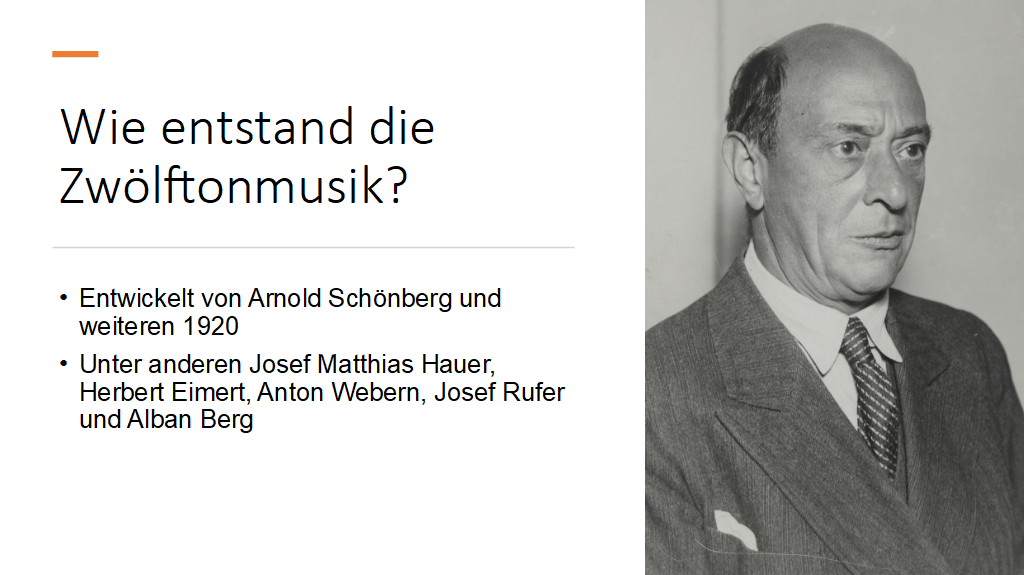 Wie entstand die
Zwölftonmusik?
• Entwickelt von Arnold Schönberg und
weiteren 1920
• Unter anderen Josef Matthias Hauer,
Herbert Eimert, Anton Webern, Josef Rufer
und Alban Berg